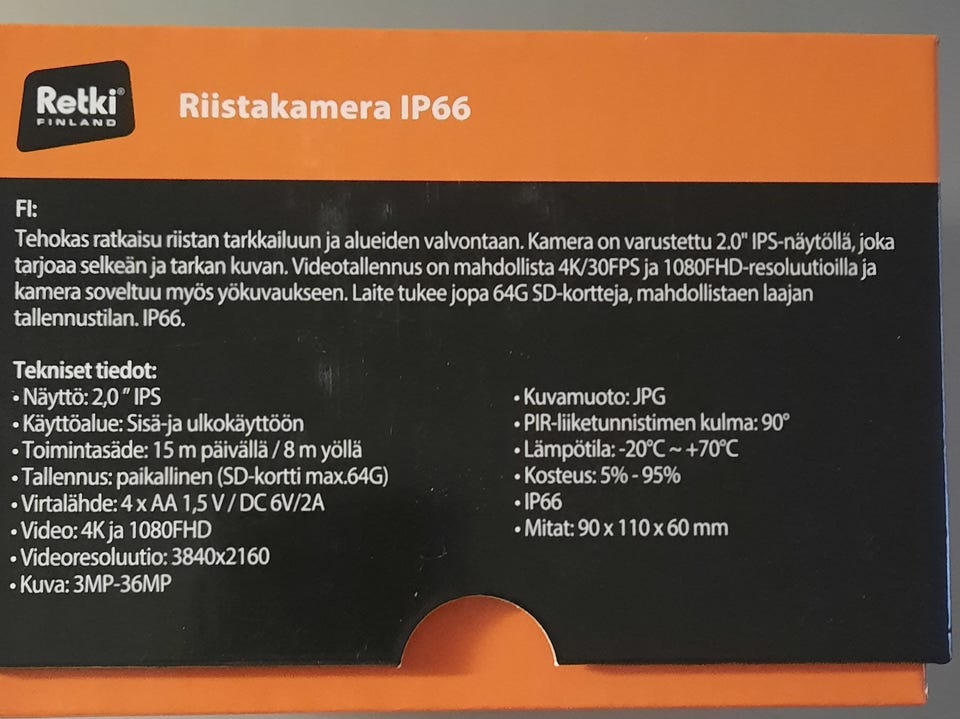 Retki®
FINLAND
Riistakamera IP66
FI:
Tehokas ratkaisu riistan tarkkailuun ja alueiden valvontaan. Kamera on varustettu 2.0" IPS-näytöllä, joka
tarjoaa selkeän ja tarkan kuvan. Videotallennus on mahdollista 4K/30FPS ja 1080FHD-resoluutioilla ja
kamera soveltuu myös yökuvaukseen. Laite tukee jopa 64G SD-kortteja, mahdollistaen laajan
tallennustilan. IP66.
Tekniset tiedot:
• Näyttö: 2,0 " IPS
• Käyttöalue: Sisä-ja ulkokäyttöön
• Toimintasäde: 15 m päivällä / 8 m yöllä
• Tallennus: paikallinen (SD-kortti max.64G)
• Virtalähde: 4 x AA 1,5 V / DC 6V/2A
• Video: 4K ja 1080FHD
• Videoresoluutio: 3840x2160
• Kuva: 3MP-36MP
• Kuvamuoto: JPG
• PIR-liiketunnistimen kulma: 90°
• Lämpötila: -20°C ~ +70°C
• Kosteus: 5% - 95%
• IP66
• Mitat: 90 x 110 x 60 mm